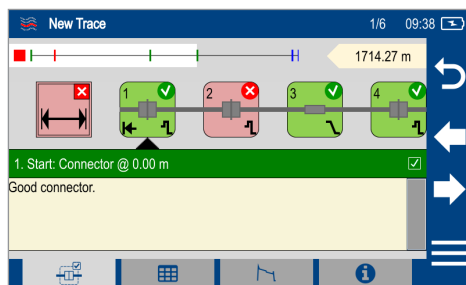 New Trace 1/6 09:38
1714.27 m
1 2 3 4
1. Start: Connector @ 0.00 m
Good connector.